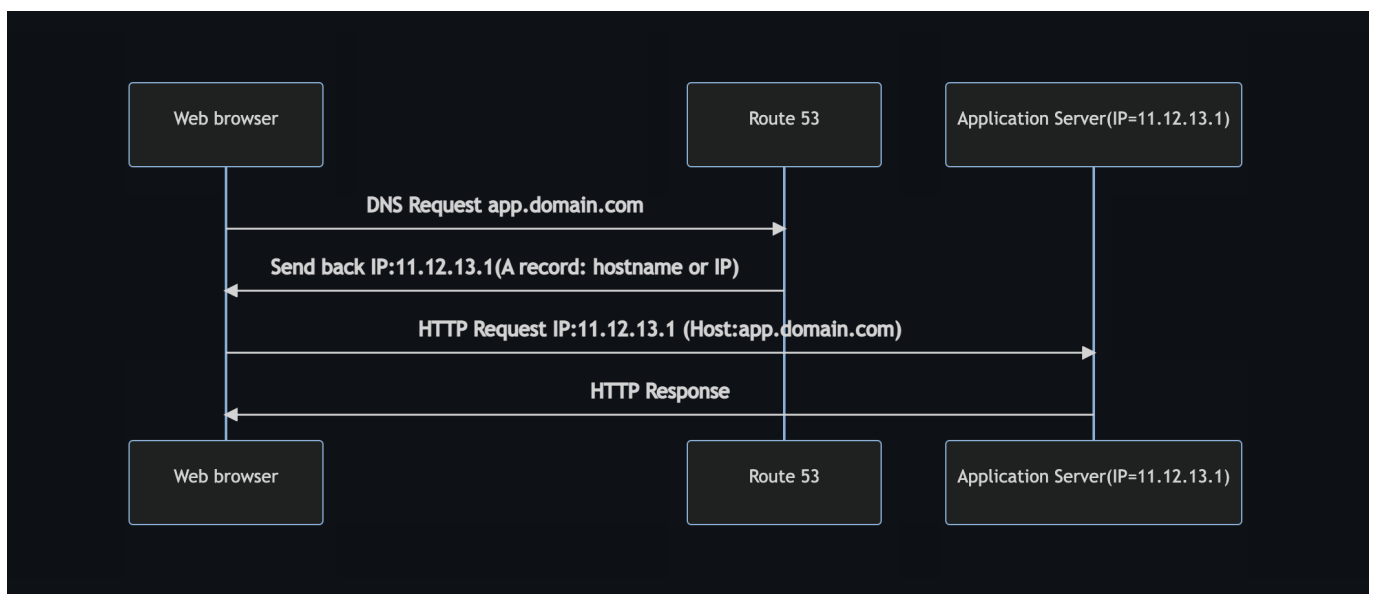 Web browser
Route 53
Application Server(IP=11.12.13.1)
DNS Request app.domain.com
Send back IP:11.12.13.1(A record: hostname or IP)
HTTP Request IP:11.12.13.1 (Host:app.domain.com)
HTTP Response
Web browser
Route 53
Application Server(IP=11.12.13.1)